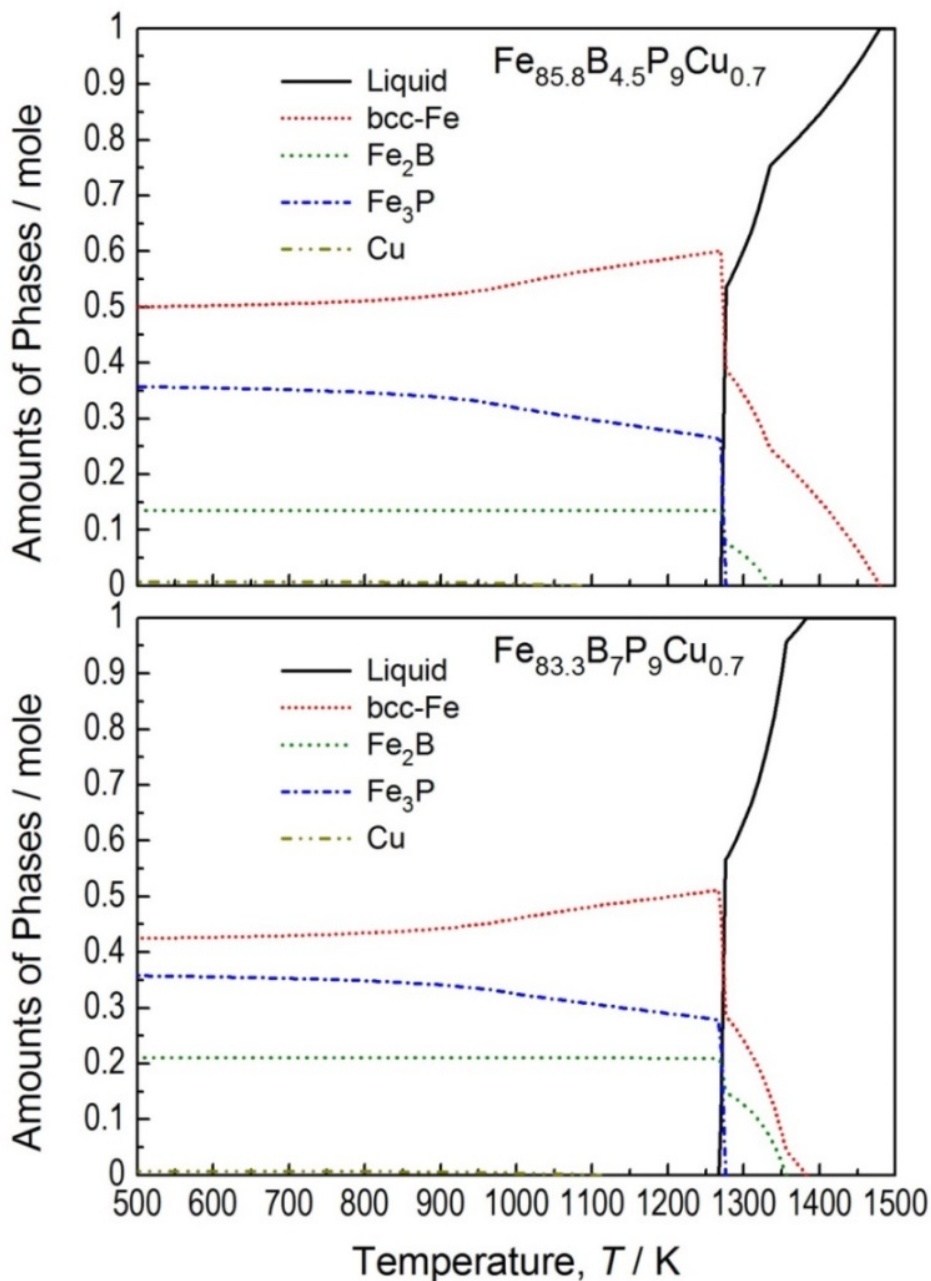 Fe85.8B4.5P9Cu0.7
Liquid
bcc-Fe
Fe2B
Fe3P
Cu
Amounts of Phases / mole
1
0.9
0.8
0.7
0.6
0.5
0.4
0.3
0.2
0.1
0
Fe83.3B7P9Cu0.7
Liquid
bcc-Fe
Fe2B
Fe3P
Cu
Amounts of Phases / mole
1
0.9
0.8
0.7
0.6
0.5
0.4
0.3
0.2
0.1
0
500 600 700 800 900 1000 1100 1200 1300 1400 1500
Temperature, T / K